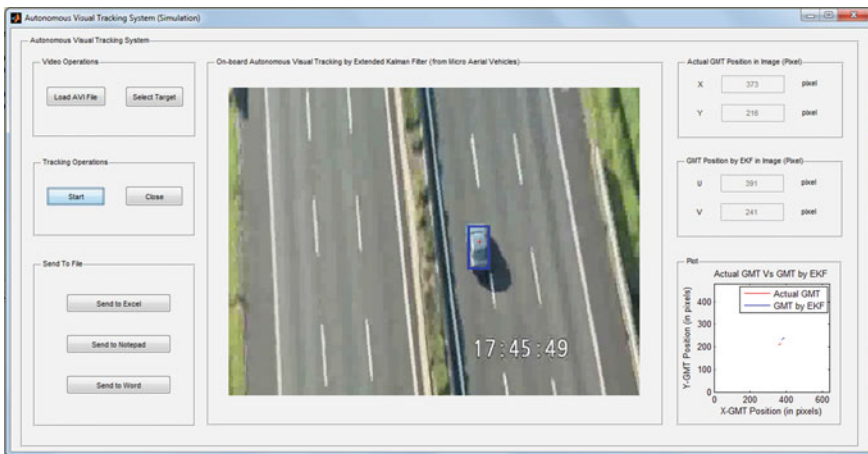 Autonomous Visual Tracking System (Simulation)
Autonomous Visual Tracking System
Video Operations
Load AVI File
Select Target
Tracking Operations
Start
Close
Send To File
Send to Excel
Send to Notepad
Send to Word
On-board Autonomous Visual Tracking by Extended Kalman Filter (from Micro Aerial Vehicles)
17:45:49
Actual GMT Position in Image (Pixel)
X 373 pixel
Y 216 pixel
GMT Position by EKF in Image (Pixel)
U 391 pixel
V 241 pixel
Plot
Actual GMT Vs GMT by EKF
Actual GMT
GMT by EKF
Y-GMT Position (in pixels)
400
300
200
100
0
0 200 400 600
X-GMT Position (in pixels)